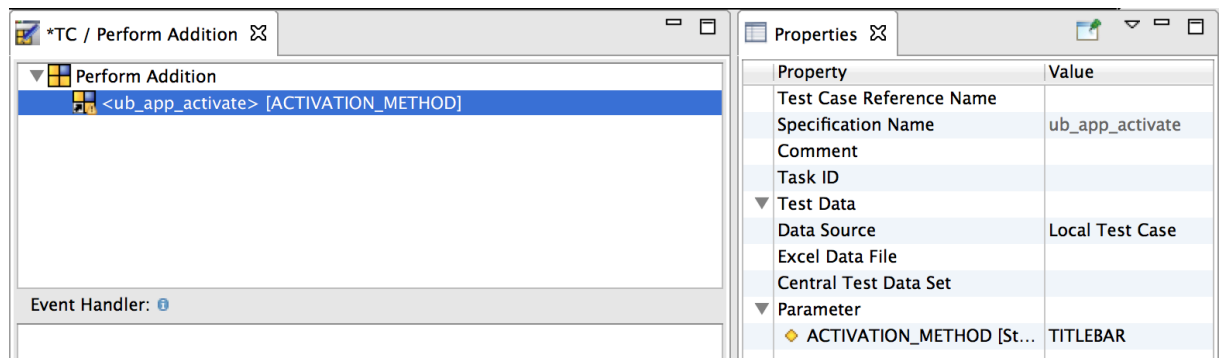 *TC / Perform Addition
Perform Addition
<ub_app_activate> [ACTIVATION_METHOD]
Event Handler:
Properties
Property Value
Test Case Reference Name
Specification Name ub_app_activate
Comment
Task ID
Test Data
Data Source Local Test Case
Excel Data File
Central Test Data Set
Parameter
ACTIVATION_METHOD [St... TITLEBAR